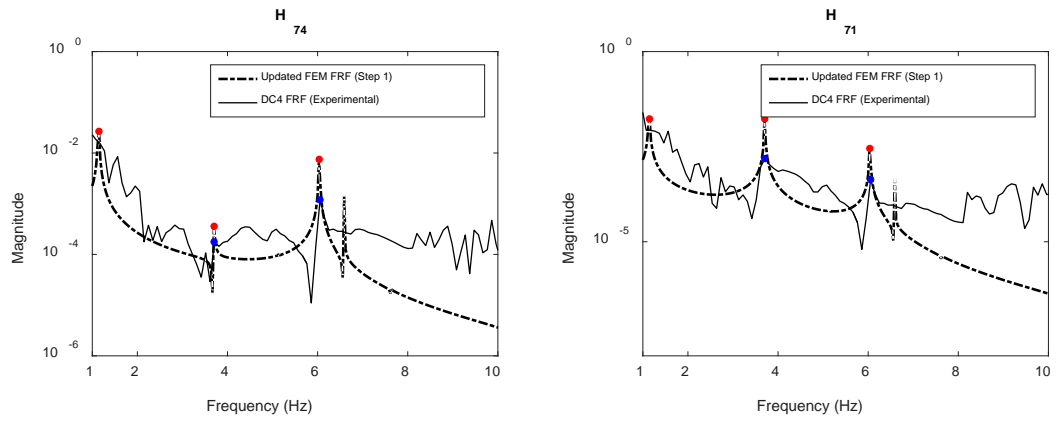 H
74
10 0
10 -2
10 -4
10 -6
Magnitude
Updated FEM FRF (Step 1)
DC4 FRF (Experimental)
1 2 4 6 8 10
Frequency (Hz)
H
71
10 0
10 -5
Magnitude
Updated FEM FRF (Step 1)
DC4 FRF (Experimental)
1 2 4 6 8 10
Frequency (Hz)